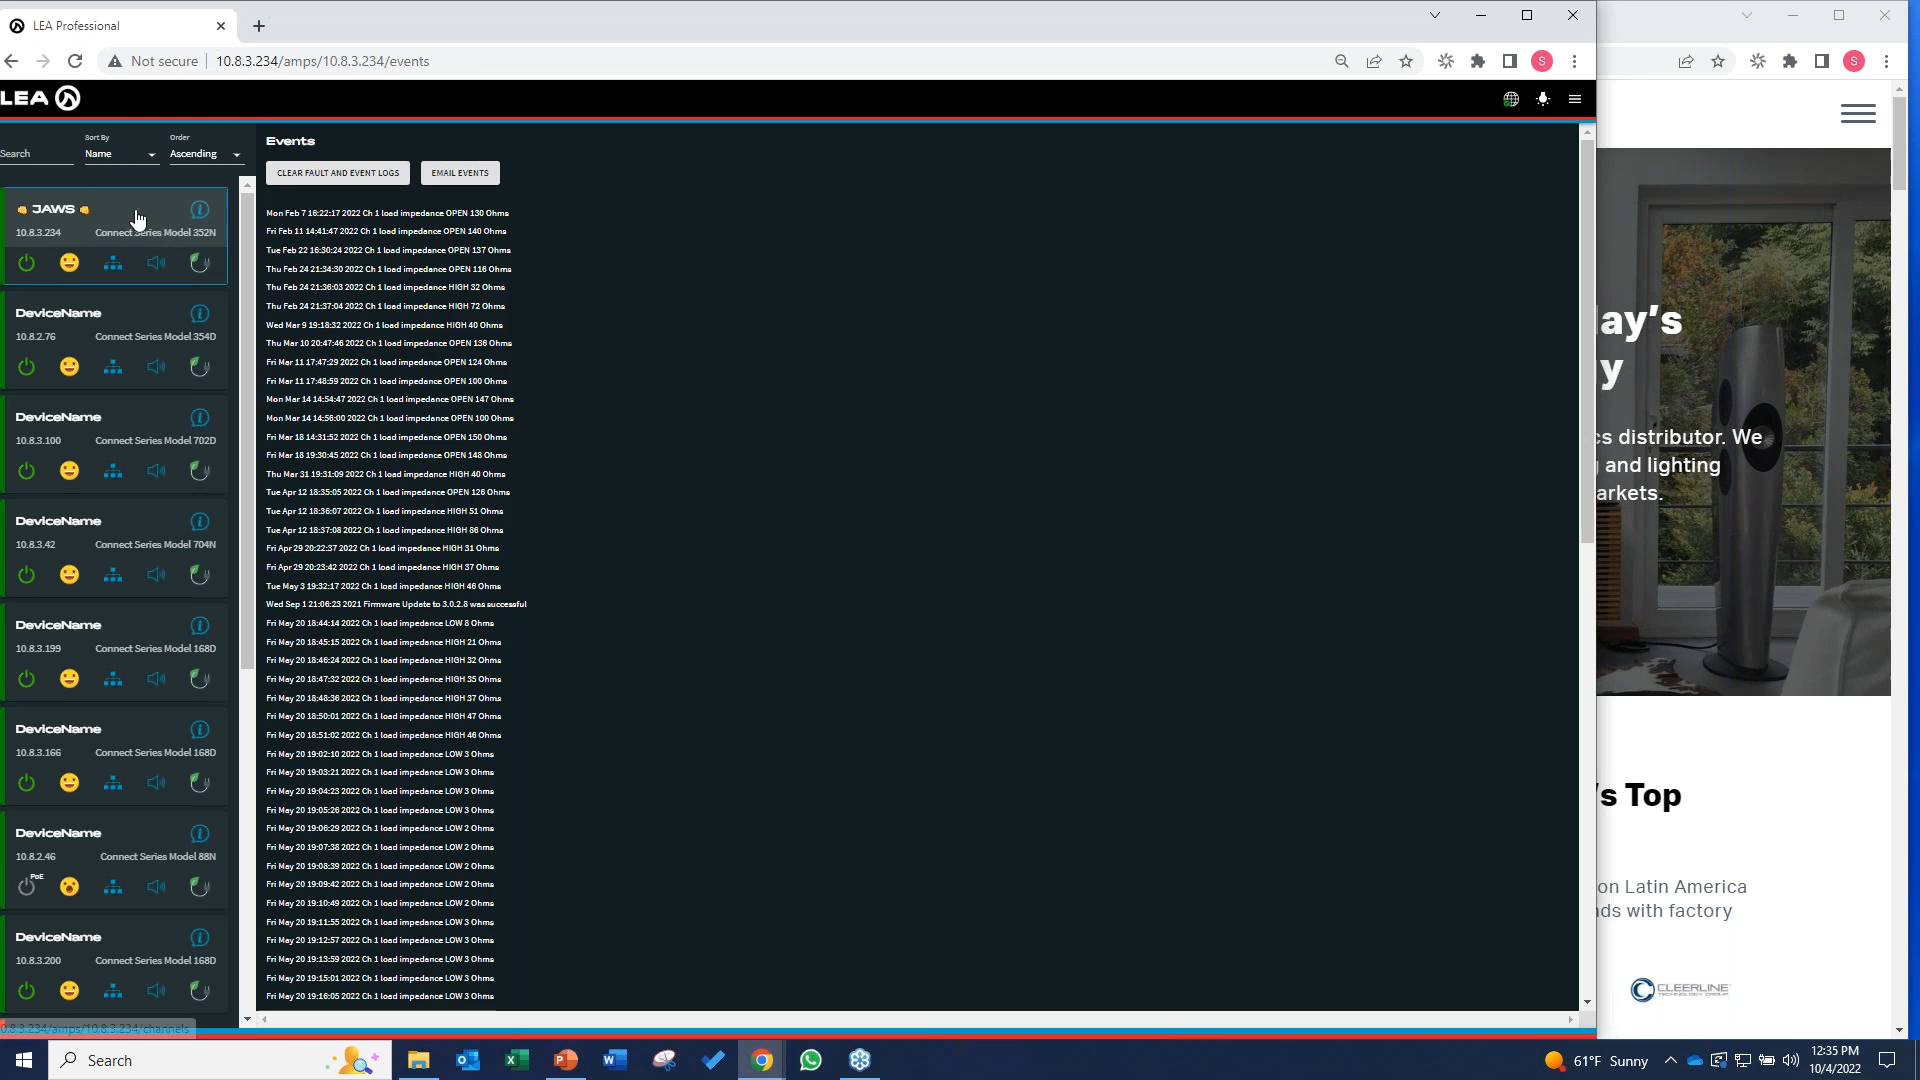 LEA Professional
Not secure
10.8.3.234/amps/10.8.3.234/events
S
S
LEA
Search
Sort By
Name
Order
Ascending
JAWS
10.8.3.234
Connect Series Model 352N
DeviceName
10.8.2.76
Connect Series Model 354D
DeviceName
10.8.3.100
Connect Series Model 702D
DeviceName
10.8.3.42
Connect Series Model 704N
DeviceName
10.8.3.199
Connect Series Model 168D
DeviceName
10.8.3.166
Connect Series Model 168D
DeviceName
10.8.2.46
Connect Series Model 88N
PoE
DeviceName
10.8.3.200
Connect Series Model 168D
0.8.3.234/amps/10.8.3.234/channels
Events
CLEAR FAULT AND EVENT LOGS
EMAIL EVENTS
Mon Feb 7 16:22:17 2022 Ch 1 load impedance OPEN 130 Ohms
Fri Feb 11 14:41:47 2022 Ch 1 load impedance OPEN 140 Ohms
Tue Feb 22 16:30:24 2022 Ch 1 load impedance OPEN 137 Ohms
Thu Feb 24 21:34:30 2022 Ch 1 load impedance OPEN 116 Ohms
Thu Feb 24 21:36:03 2022 Ch 1 load impedance HIGH 32 Ohms
Thu Feb 24 21:37:04 2022 Ch 1 load impedance HIGH 72 Ohms
Wed Mar 9 19:18:32 2022 Ch 1 load impedance HIGH 40 Ohms
Thu Mar 10 20:47:46 2022 Ch 1 load impedance OPEN 136 Ohms
Fri Mar 11 17:47:29 2022 Ch 1 load impedance OPEN 124 Ohms
Fri Mar 11 17:48:59 2022 Ch 1 load impedance OPEN 100 Ohms
Mon Mar 14 14:54:47 2022 Ch 1 load impedance OPEN 147 Ohms
Mon Mar 14 14:56:00 2022 Ch 1 load impedance OPEN 100 Ohms
Fri Mar 18 14:31:52 2022 Ch 1 load impedance OPEN 150 Ohms
Fri Mar 18 19:30:45 2022 Ch 1 load impedance OPEN 148 Ohms
Thu Mar 31 19:31:09 2022 Ch 1 load impedance HIGH 40 Ohms
Tue Apr 12 18:35:05 2022 Ch 1 load impedance OPEN 126 Ohms
Tue Apr 12 18:36:07 2022 Ch 1 load impedance HIGH 51 Ohms
Tue Apr 12 18:37:08 2022 Ch 1 load impedance HIGH 86 Ohms
Fri Apr 29 20:22:37 2022 Ch 1 load impedance HIGH 31 Ohms
Fri Apr 29 20:23:42 2022 Ch 1 load impedance HIGH 37 Ohms
Tue May 3 19:32:17 2022 Ch 1 load impedance HIGH 46 Ohms
Wed Sep 1 21:06:23 2021 Firmware Update to 3.0.2.8 was successful
Fri May 20 18:44:14 2022 Ch 1 load impedance LOW 8 Ohms
Fri May 20 18:45:15 2022 Ch 1 load impedance HIGH 21 Ohms
Fri May 20 18:46:24 2022 Ch 1 load impedance HIGH 32 Ohms
Fri May 20 18:47:32 2022 Ch 1 load impedance HIGH 35 Ohms
Fri May 20 18:48:36 2022 Ch 1 load impedance HIGH 37 Ohms
Fri May 20 18:50:01 2022 Ch 1 load impedance HIGH 47 Ohms
Fri May 20 18:51:02 2022 Ch 1 load impedance HIGH 46 Ohms
Fri May 20 19:02:10 2022 Ch 1 load impedance LOW 3 Ohms
Fri May 20 19:03:21 2022 Ch 1 load impedance LOW 3 Ohms
Fri May 20 19:04:23 2022 Ch 1 load impedance LOW 3 Ohms
Fri May 20 19:05:26 2022 Ch 1 load impedance LOW 3 Ohms
Fri May 20 19:06:29 2022 Ch 1 load impedance LOW 2 Ohms
Fri May 20 19:07:38 2022 Ch 1 load impedance LOW 2 Ohms
Fri May 20 19:08:39 2022 Ch 1 load impedance LOW 2 Ohms
Fri May 20 19:09:42 2022 Ch 1 load impedance LOW 2 Ohms
Fri May 20 19:10:49 2022 Ch 1 load impedance LOW 2 Ohms
Fri May 20 19:11:55 2022 Ch 1 load impedance LOW 3 Ohms
Fri May 20 19:12:57 2022 Ch 1 load impedance LOW 3 Ohms
Fri May 20 19:13:59 2022 Ch 1 load impedance LOW 3 Ohms
Fri May 20 19:15:01 2022 Ch 1 load impedance LOW 3 Ohms
Fri May 20 19:16:05 2022 Ch 1 load impedance LOW 3 Ohms
lay's
y
cs distributor. We
and lighting
arkets.
's Top
on Latin America
ds with factory
CLEERLINE
TECHNOLOGY GROUP
Search
61°F Sunny
12:35 PM
10/4/2022